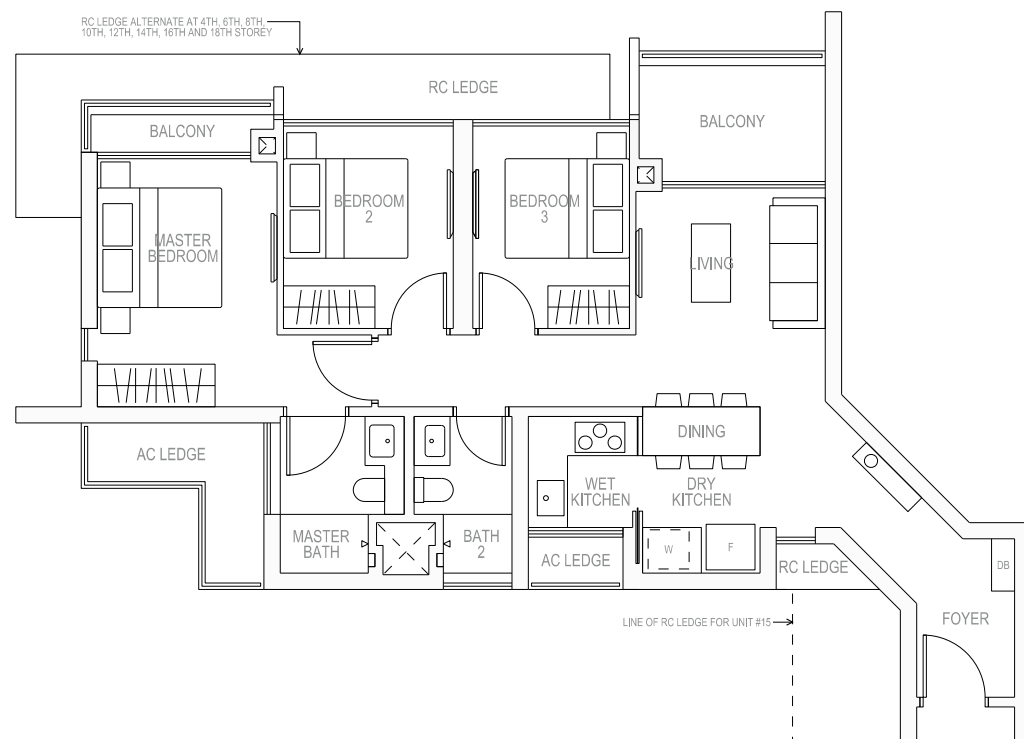 RC LEDGE ALTERNATE AT 4TH, 6TH, 8TH,
10TH, 12TH, 14TH, 16TH AND 18TH STOREY
RC LEDGE
BALCONY
BALCONY
BEDROOM
2
BEDROOM
3
MASTER
BEDROOM
LIVING
DINING
AC LEDGE
WET
KITCHEN
DRY
KITCHEN
MASTER
BATH
BATH
2
AC LEDGE
W
F
RC LEDGE
DB
FOYER
LINE OF RC LEDGE FOR UNIT #15